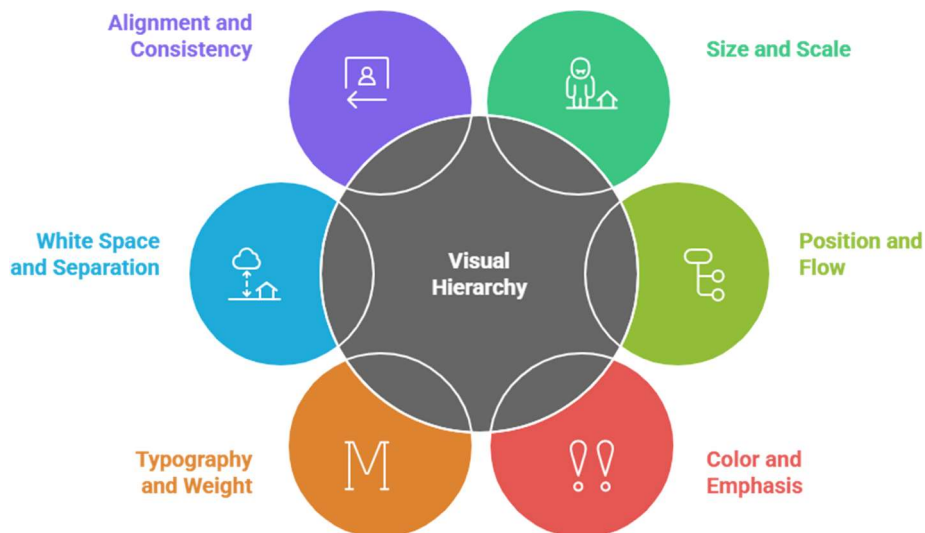 Alignment and
Consistency
Size and Scale
White Space
and Separation
Visual
Hierarchy
Position and
Flow
Typography
and Weight
M
Color and
Emphasis